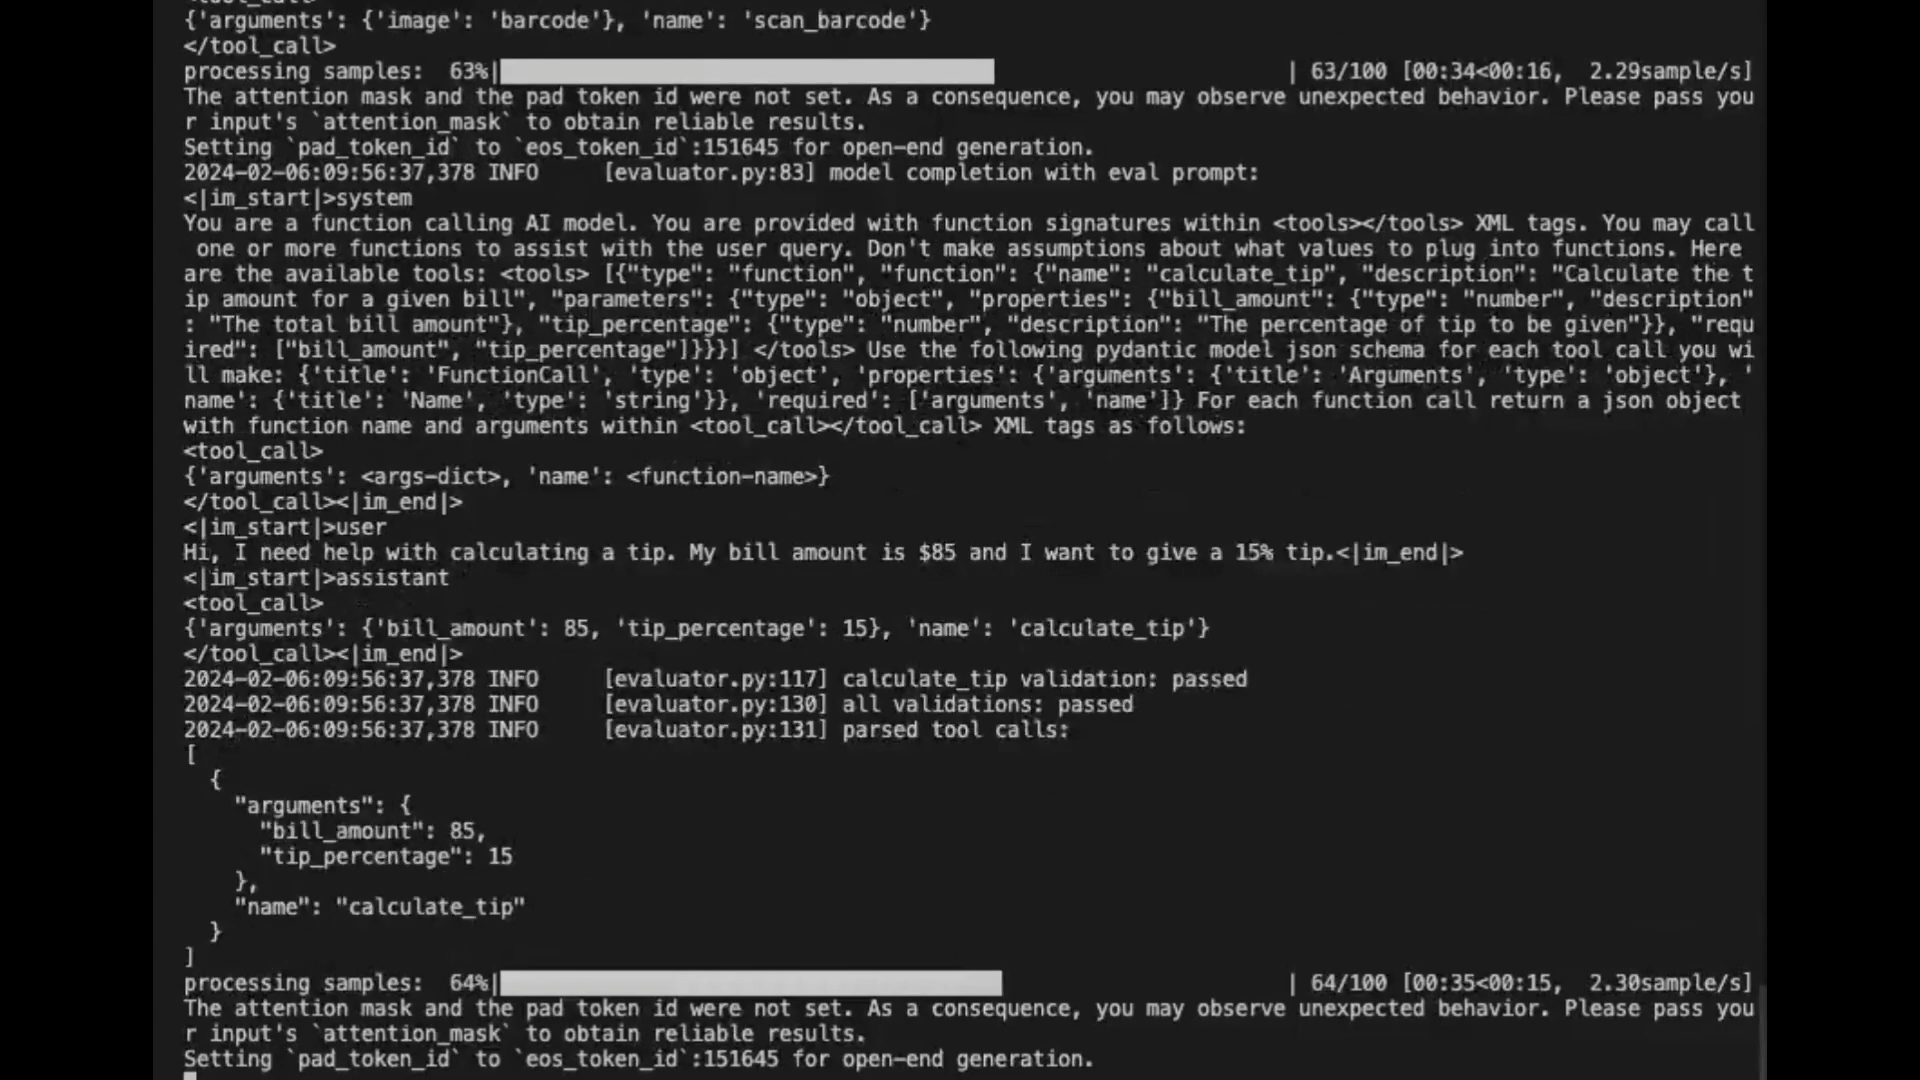 <tool_call>
{'arguments': {'image': 'barcode'}, 'name': 'scan_barcode'}
</tool_call>
processing samples:  63%| | 63/100 [00:34<00:16,  2.29sample/s]
The attention mask and the pad token id were not set. As a consequence, you may observe unexpected behavior. Please pass you
r input's `attention_mask` to obtain reliable results.
Setting `pad_token_id` to `eos_token_id`:151645 for open-end generation.
2024-02-06:09:56:37,378 INFO     [evaluator.py:83] model completion with eval prompt:
<|im_start|>system
You are a function calling AI model. You are provided with function signatures within <tools></tools> XML tags. You may call
 one or more functions to assist with the user query. Don't make assumptions about what values to plug into functions. Here
are the available tools: <tools> [{"type": "function", "function": {"name": "calculate_tip", "description": "Calculate the t
ip amount for a given bill", "parameters": {"type": "object", "properties": {"bill_amount": {"type": "number", "description"
: "The total bill amount"}, "tip_percentage": {"type": "number", "description": "The percentage of tip to be given"}}, "requ
ired": ["bill_amount", "tip_percentage"]}}}] </tools> Use the following pydantic model json schema for each tool call you wi
ll make: {'title': 'FunctionCall', 'type': 'object', 'properties': {'arguments': {'title': 'Arguments', 'type': 'object'}, '
name': {'title': 'Name', 'type': 'string'}}, 'required': ['arguments', 'name']} For each function call return a json object
with function name and arguments within <tool_call></tool_call> XML tags as follows:
<tool_call>
{'arguments': <args-dict>, 'name': <function-name>}
</tool_call><|im_end|>
<|im_start|>user
Hi, I need help with calculating a tip. My bill amount is $85 and I want to give a 15% tip.<|im_end|>
<|im_start|>assistant
<tool_call>
{'arguments': {'bill_amount': 85, 'tip_percentage': 15}, 'name': 'calculate_tip'}
</tool_call><|im_end|>
2024-02-06:09:56:37,378 INFO     [evaluator.py:117] calculate_tip validation: passed
2024-02-06:09:56:37,378 INFO     [evaluator.py:130] all validations: passed
2024-02-06:09:56:37,378 INFO     [evaluator.py:131] parsed tool calls:
[
  {
    "arguments": {
      "bill_amount": 85,
      "tip_percentage": 15
    },
    "name": "calculate_tip"
  }
]
processing samples:  64%| | 64/100 [00:35<00:15,  2.30sample/s]
The attention mask and the pad token id were not set. As a consequence, you may observe unexpected behavior. Please pass you
r input's `attention_mask` to obtain reliable results.
Setting `pad_token_id` to `eos_token_id`:151645 for open-end generation.